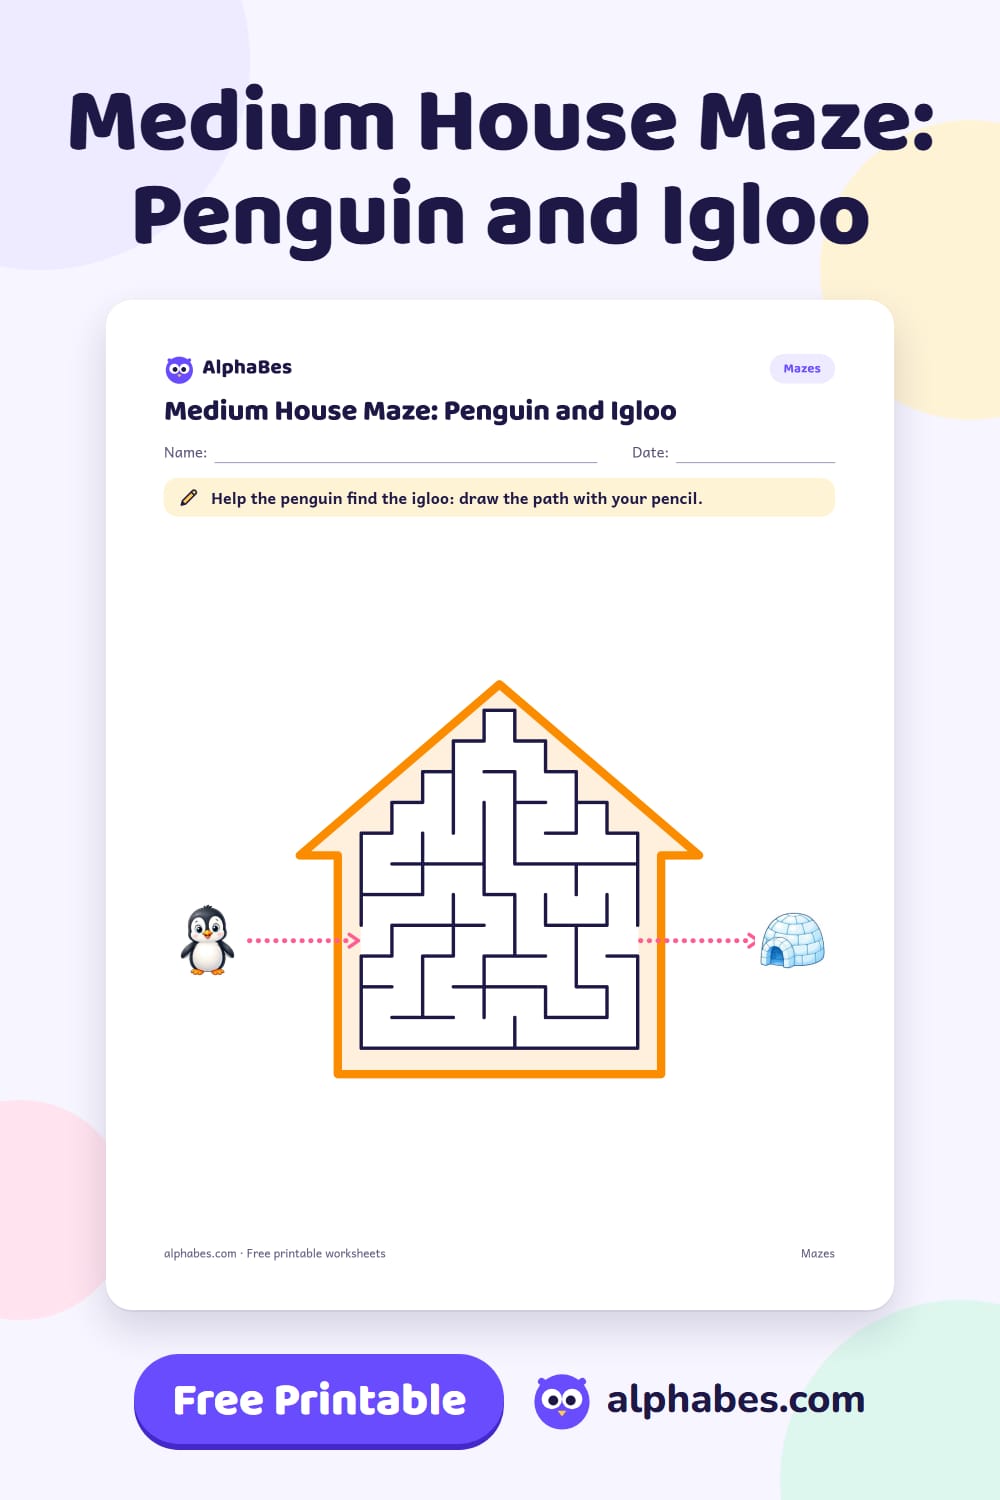 Medium House Maze:
Penguin and Igloo
AlphaBes
Mazes
Medium House Maze: Penguin and Igloo
Name:
Date:
Help the penguin find the igloo: draw the path with your pencil.
alphabes.com · Free printable worksheets
Mazes
Free Printable
alphabes.com